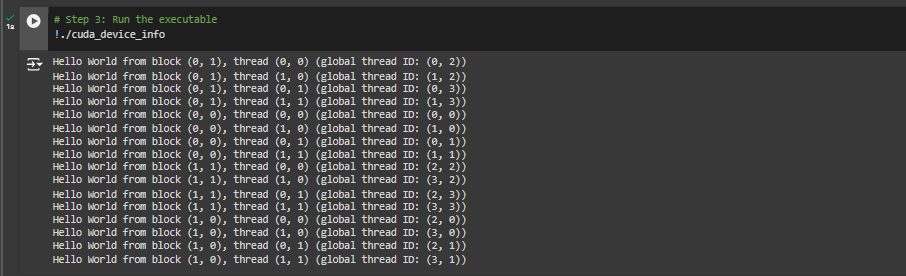 1s
# Step 3: Run the executable
!./cuda_device_info
Hello World from block (0, 1), thread (0, 0) (global thread ID: (0, 2))
Hello World from block (0, 1), thread (1, 0) (global thread ID: (1, 2))
Hello World from block (0, 1), thread (0, 1) (global thread ID: (0, 3))
Hello World from block (0, 1), thread (1, 1) (global thread ID: (1, 3))
Hello World from block (0, 0), thread (0, 0) (global thread ID: (0, 0))
Hello World from block (0, 0), thread (1, 0) (global thread ID: (1, 0))
Hello World from block (0, 0), thread (0, 1) (global thread ID: (0, 1))
Hello World from block (0, 0), thread (1, 1) (global thread ID: (1, 1))
Hello World from block (1, 1), thread (0, 0) (global thread ID: (2, 2))
Hello World from block (1, 1), thread (1, 0) (global thread ID: (3, 2))
Hello World from block (1, 1), thread (0, 1) (global thread ID: (2, 3))
Hello World from block (1, 1), thread (1, 1) (global thread ID: (3, 3))
Hello World from block (1, 0), thread (0, 0) (global thread ID: (2, 0))
Hello World from block (1, 0), thread (1, 0) (global thread ID: (3, 0))
Hello World from block (1, 0), thread (0, 1) (global thread ID: (2, 1))
Hello World from block (1, 0), thread (1, 1) (global thread ID: (3, 1))